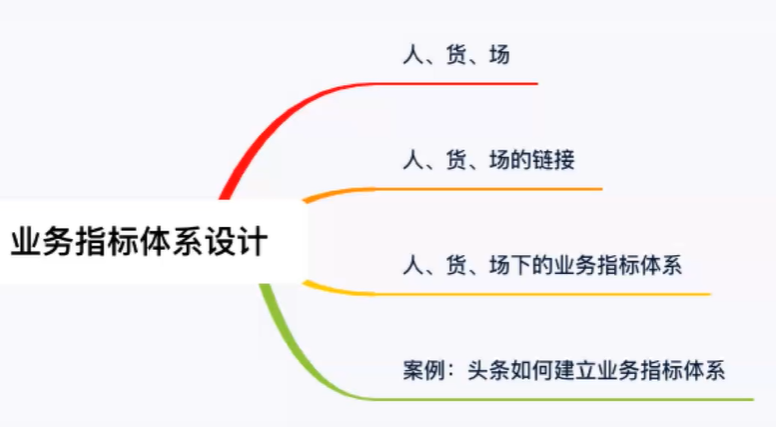 人、货、场
人、货、场的链接
业务指标体系设计
人、货、场下的业务指标体系
案例：头条如何建立业务指标体系